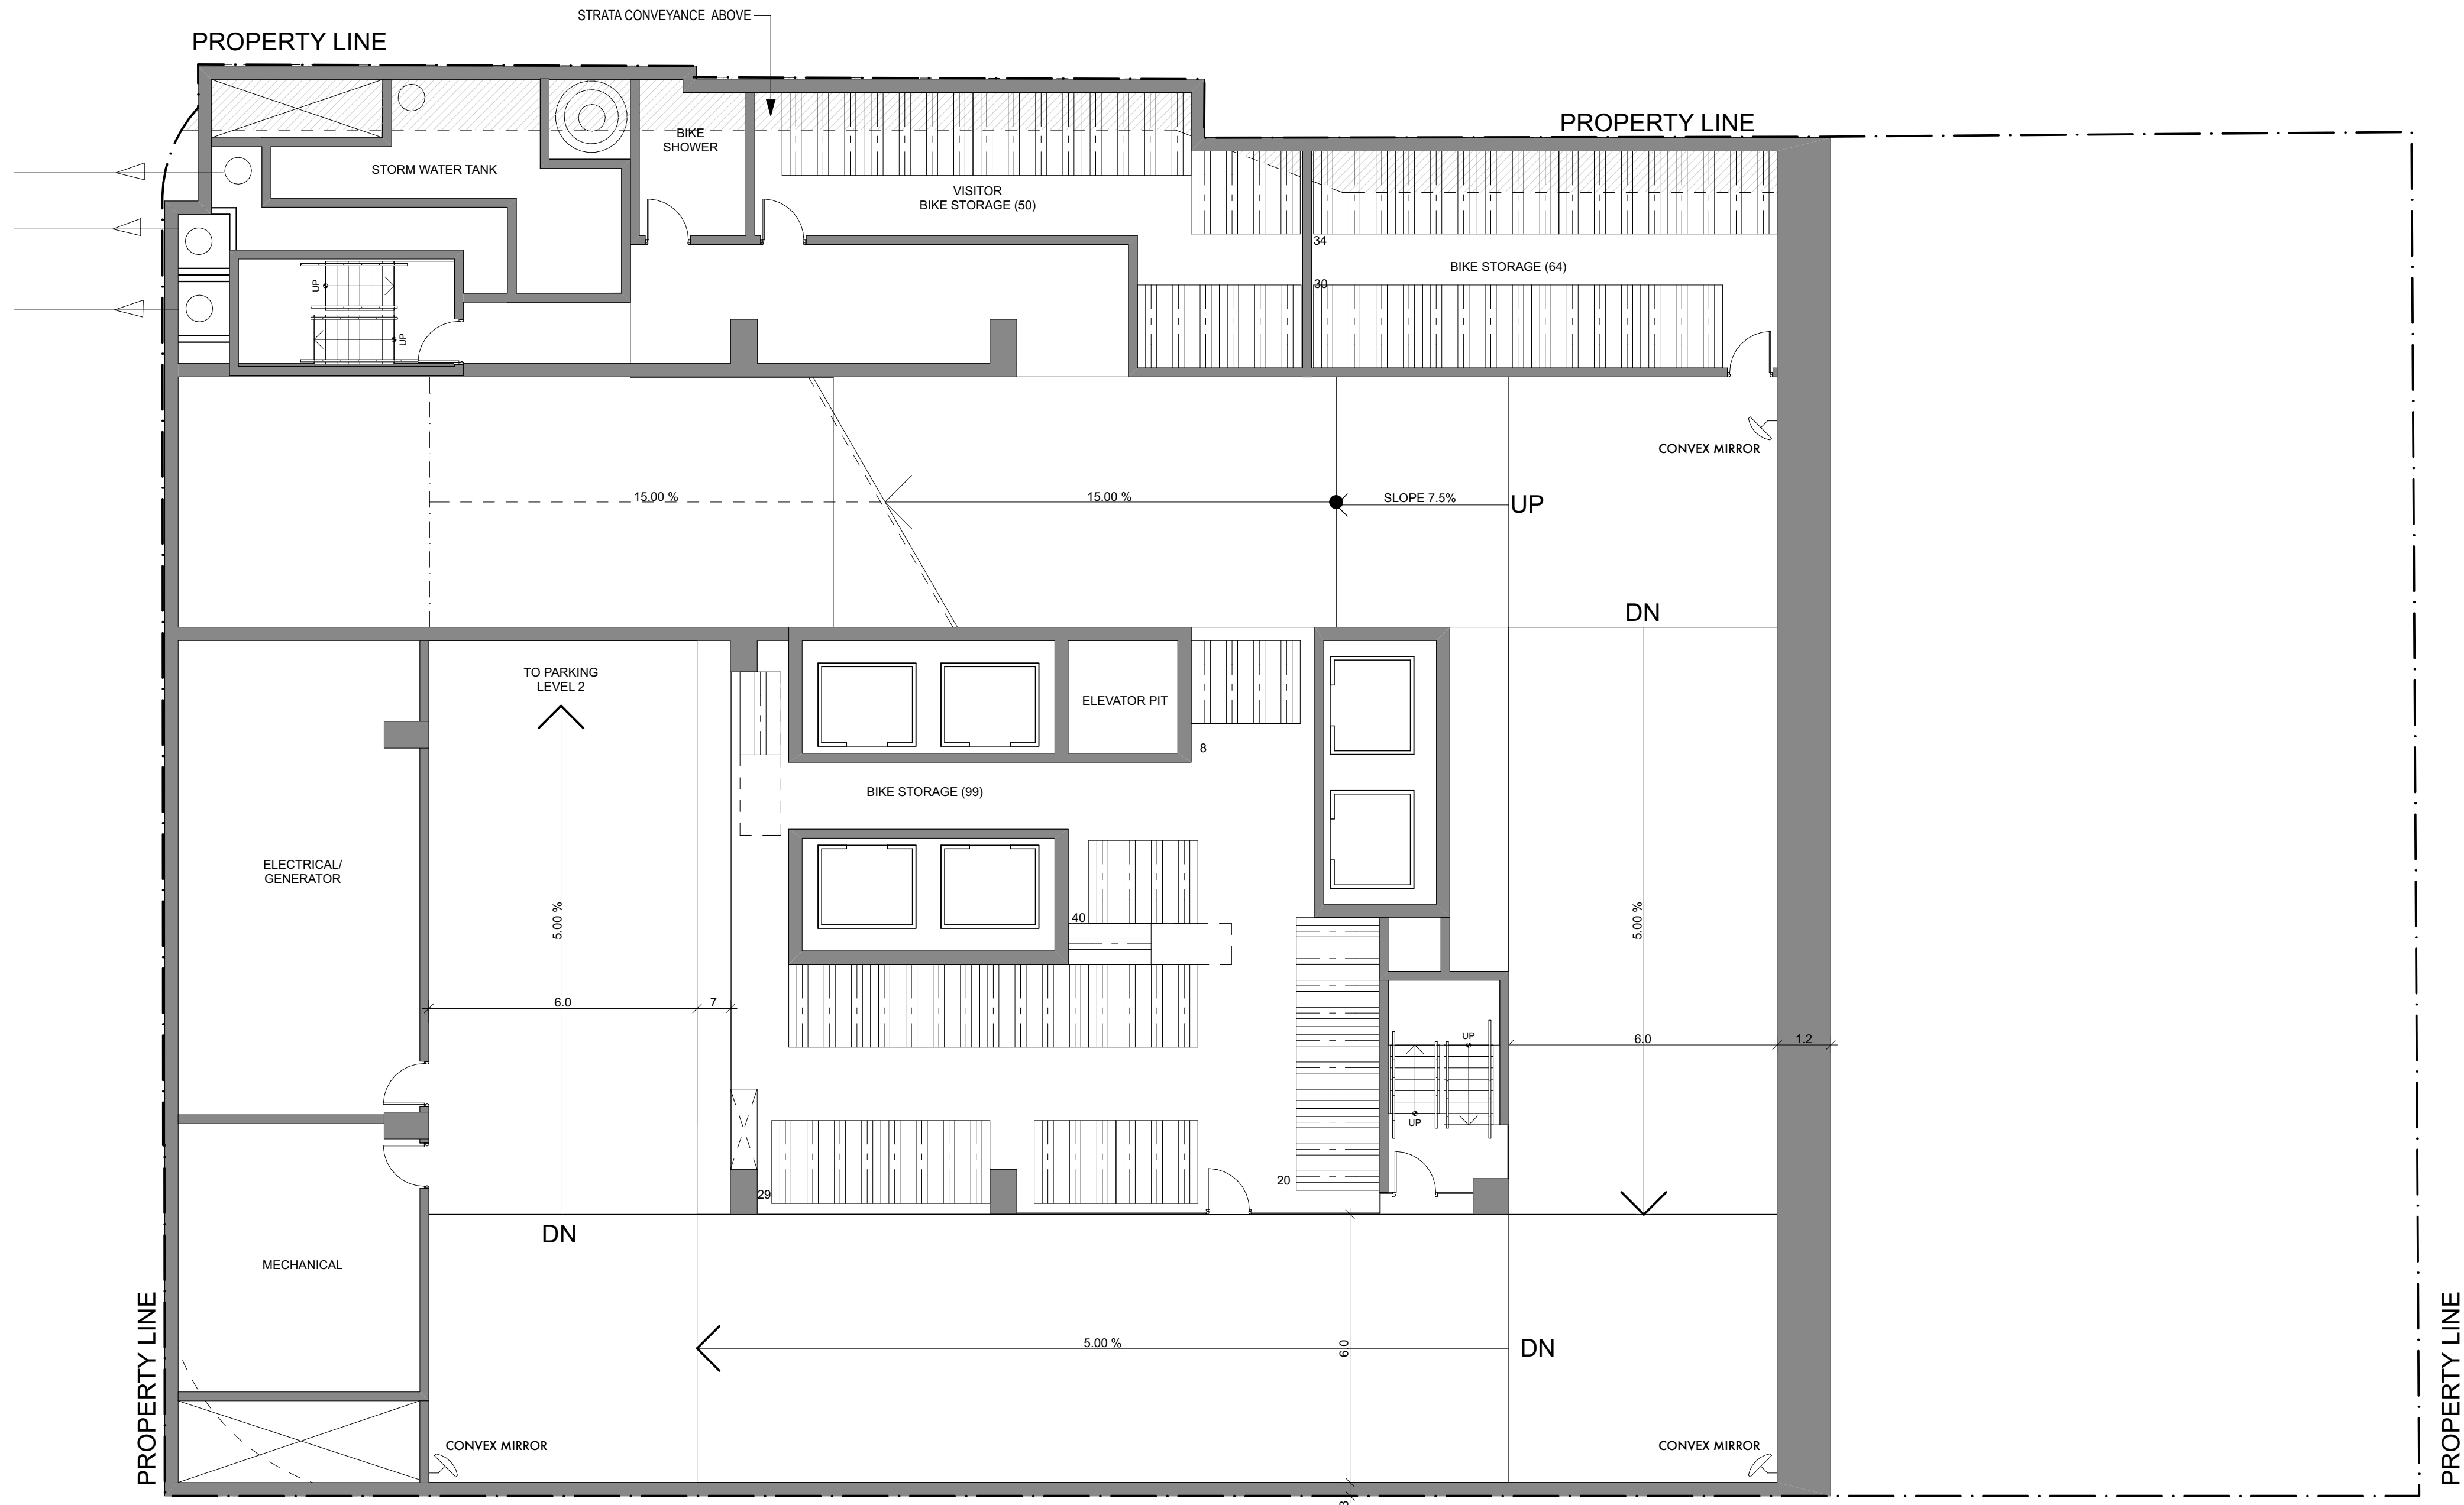 STRATA CONVEYANCE ABOVE
PROPERTY LINE
PROPERTY LINE
BIKE
SHOWER
STORM WATER TANK
VISITOR
BIKE STORAGE (50)
34
BIKE STORAGE (64)
30
UP
UP
CONVEX MIRROR
15.00 %
15.00 %
SLOPE 7.5%
UP
DN
TO PARKING
LEVEL 2
ELEVATOR PIT
8
BIKE STORAGE (99)
ELECTRICAL/
GENERATOR
5.00 %
40
5.00 %
6.0
7
UP
6.0
1.2
UP
29
20
DN
MECHANICAL
5.00 %
6.0
DN
PROPERTY LINE
PROPERTY LINE
CONVEX MIRROR
CONVEX MIRROR